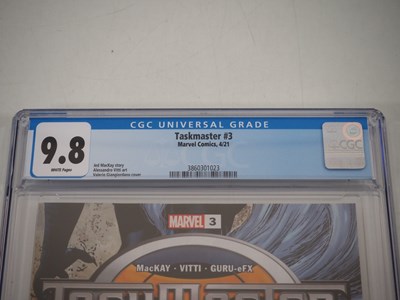 CGC UNIVERSAL GRADE
9.8
WHITE Pages
Taskmaster #3
Marvel Comics, 4/21
Jed MacKay story
Alessandro Vitti art
Valerio Giangiordano cover
3860301023
CGC
MARVEL 3
MacKAY • VITTI • GURU-eFX
TASKMASTER